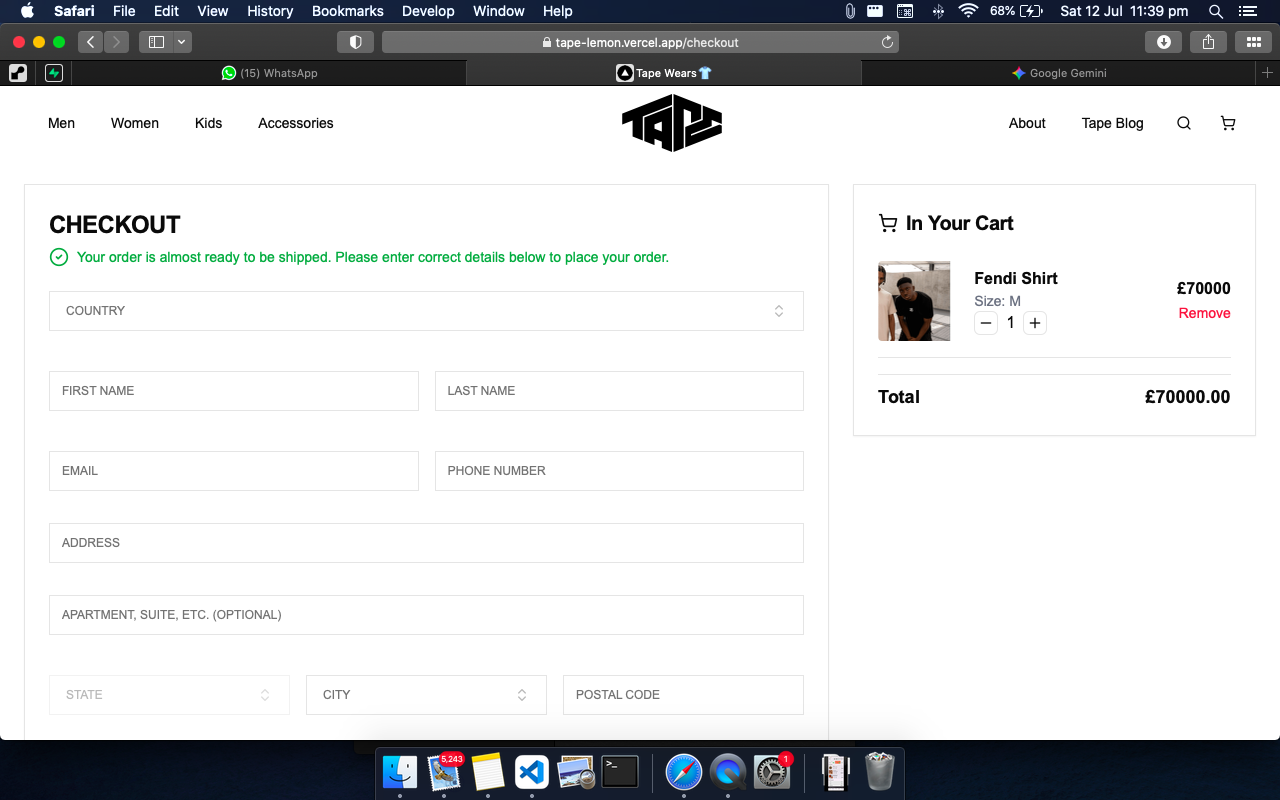 Safari File Edit View History Bookmarks Develop Window Help 68% Sat 12 Jul 11:39 pm
tape-lemon.vercel.app/checkout
(15) WhatsApp
Tape Wears
Google Gemini
Men Women Kids Accessories
TAPE
About Tape Blog
CHECKOUT
Your order is almost ready to be shipped. Please enter correct details below to place your order.
COUNTRY
FIRST NAME
LAST NAME
EMAIL
PHONE NUMBER
ADDRESS
APARTMENT, SUITE, ETC. (OPTIONAL)
STATE
CITY
POSTAL CODE
In Your Cart
Fendi Shirt
Size: M
1
£70000
Remove
Total
£70000.00
5,243
1